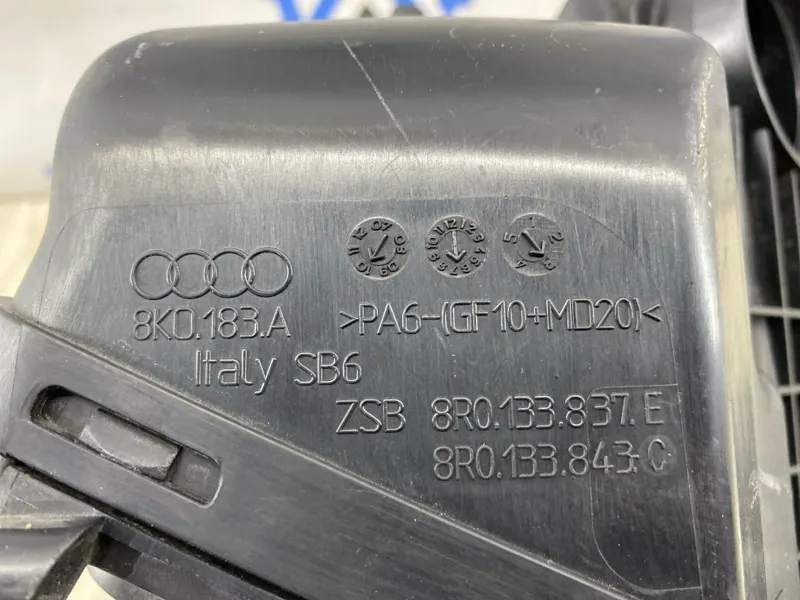 8K0.183.A
>PA6-(GF10+MD20)<
Italy SB6
ZSB 8R0.133.837.E
8R0.133.843.C